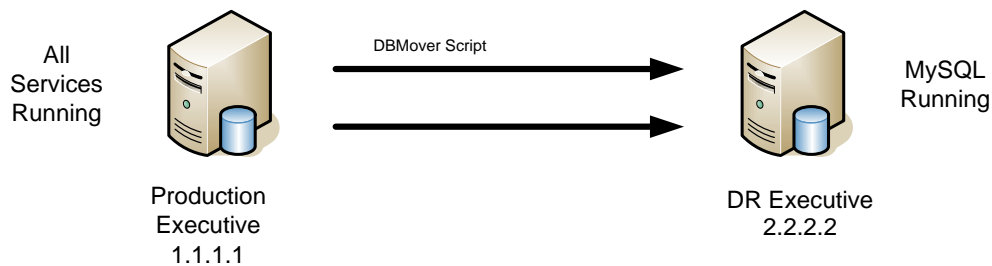 All
Services
Running
DBMover Script
MySQL
Running
Production
Executive
1.1.1.1
DR Executive
2.2.2.2